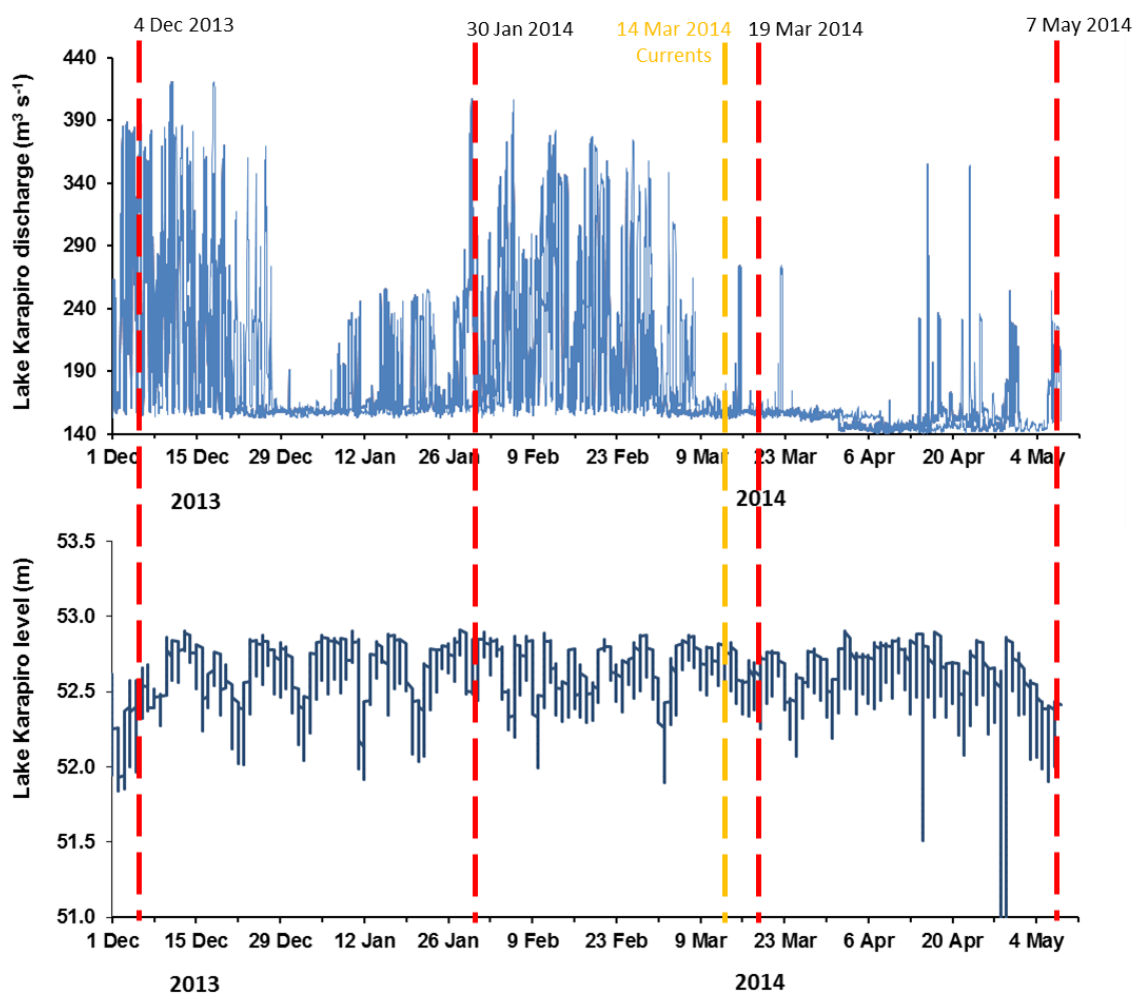 4 Dec 2013
30 Jan 2014
14 Mar 2014
Currents
19 Mar 2014
7 May 2014
Lake Karapiro discharge (m³ s⁻¹)
440
390
340
290
240
190
140
1 Dec 15 Dec 29 Dec 12 Jan 26 Jan 9 Feb 23 Feb 9 Mar 23 Mar 6 Apr 20 Apr 4 May
2013 2014
Lake Karapiro level (m)
53.5
53.0
52.5
52.0
51.5
51.0
1 Dec 15 Dec 29 Dec 12 Jan 26 Jan 9 Feb 23 Feb 9 Mar 23 Mar 6 Apr 20 Apr 4 May
2013 2014